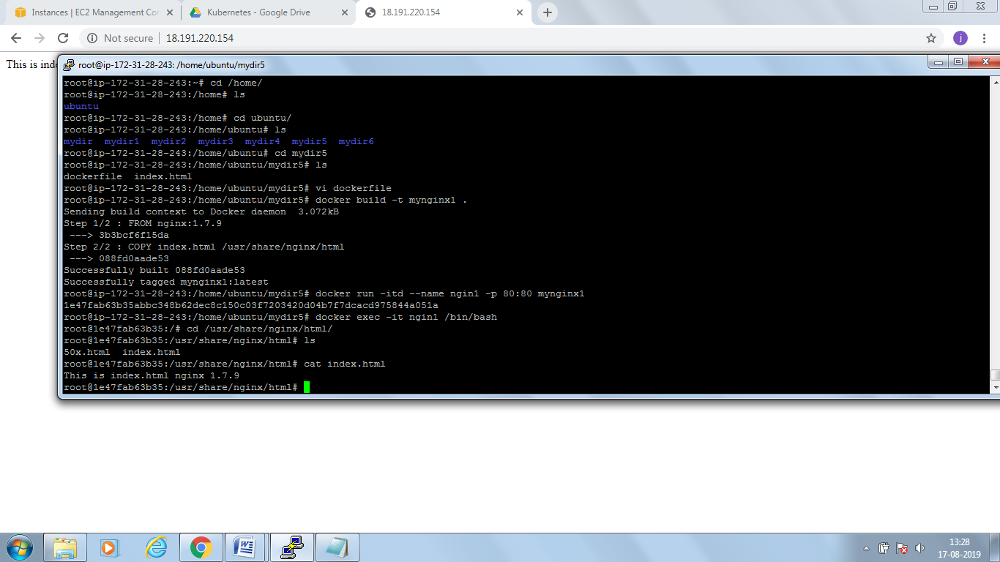 Instances | EC2 Management Con
Kubernetes - Google Drive
18.191.220.154
Not secure
18.191.220.154
j
This is inde
root@ip-172-31-28-243: /home/ubuntu/mydir5
root@ip-172-31-28-243:~# cd /home/
root@ip-172-31-28-243:/home# ls
ubuntu
root@ip-172-31-28-243:/home# cd ubuntu/
root@ip-172-31-28-243:/home/ubuntu# ls
mydir  mydir1  mydir2  mydir3  mydir4  mydir5  mydir6
root@ip-172-31-28-243:/home/ubuntu# cd mydir5
root@ip-172-31-28-243:/home/ubuntu/mydir5# ls
dockerfile  index.html
root@ip-172-31-28-243:/home/ubuntu/mydir5# vi dockerfile
root@ip-172-31-28-243:/home/ubuntu/mydir5# docker build -t mynginx1 .
Sending build context to Docker daemon  3.072kB
Step 1/2 : FROM nginx:1.7.9
 ---> 3b3bcf6f15da
Step 2/2 : COPY index.html /usr/share/nginx/html
 ---> 088fd0aade53
Successfully built 088fd0aade53
Successfully tagged mynginx1:latest
root@ip-172-31-28-243:/home/ubuntu/mydir5# docker run -itd --name ngin1 -p 80:80 mynginx1
1e47fab63b35abbc348b62dec8c150c03f7203420d04b7f7dcacd975844a051a
root@ip-172-31-28-243:/home/ubuntu/mydir5# docker exec -it ngin1 /bin/bash
root@1e47fab63b35:/# cd /usr/share/nginx/html/
root@1e47fab63b35:/usr/share/nginx/html# ls
50x.html  index.html
root@1e47fab63b35:/usr/share/nginx/html# cat index.html
This is index.html nginx 1.7.9
root@1e47fab63b35:/usr/share/nginx/html#
13:28
17-08-2019